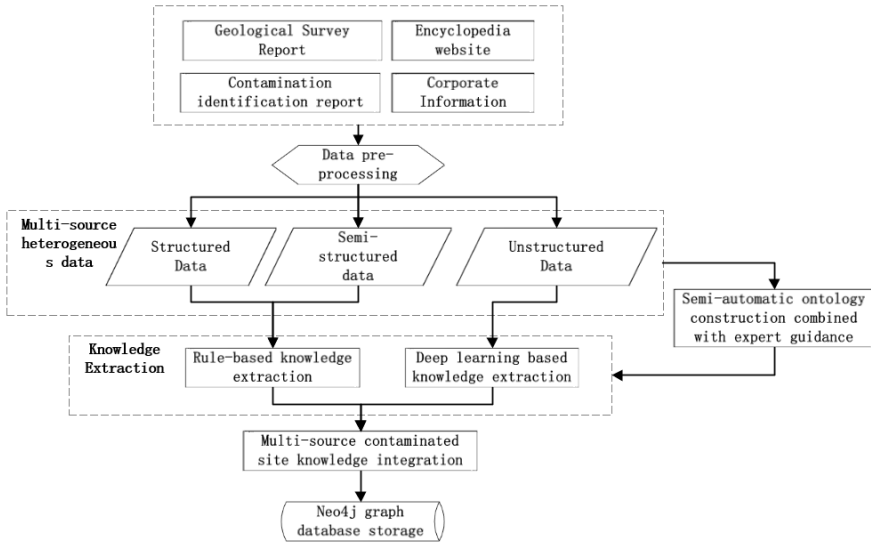 Geological Survey
Report
Encyclopedia
website
Contamination
identification report
Corporate
Information
Data pre-
processing
Multi-source
heterogeneou
s data
Structured
Data
Semi-
structured
data
Unstructured
Data
Semi-automatic ontology
construction combined
with expert guidance
Knowledge
Extraction
Rule-based knowledge
extraction
Deep learning based
knowledge extraction
Multi-source contaminated
site knowledge integration
Neo4j graph
database storage